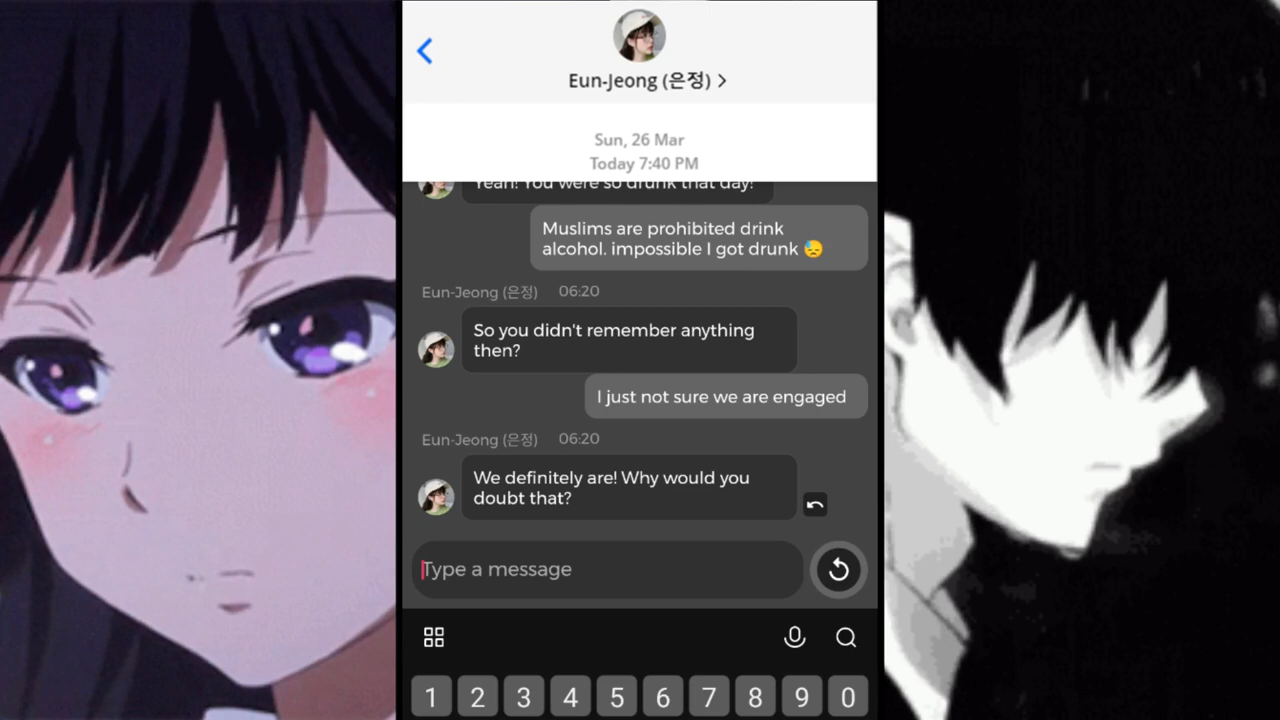 Eun-Jeong (은정)
Sun, 26 Mar
Today 7:40 PM
Yeah! You were so drunk that day!
Muslims are prohibited drink
alcohol. impossible I got drunk 😓
Eun-Jeong (은정) 06:20
So you didn't remember anything
then?
I just not sure we are engaged
Eun-Jeong (은정) 06:20
We definitely are! Why would you
doubt that?
Type a message
1 2 3 4 5 6 7 8 9 0